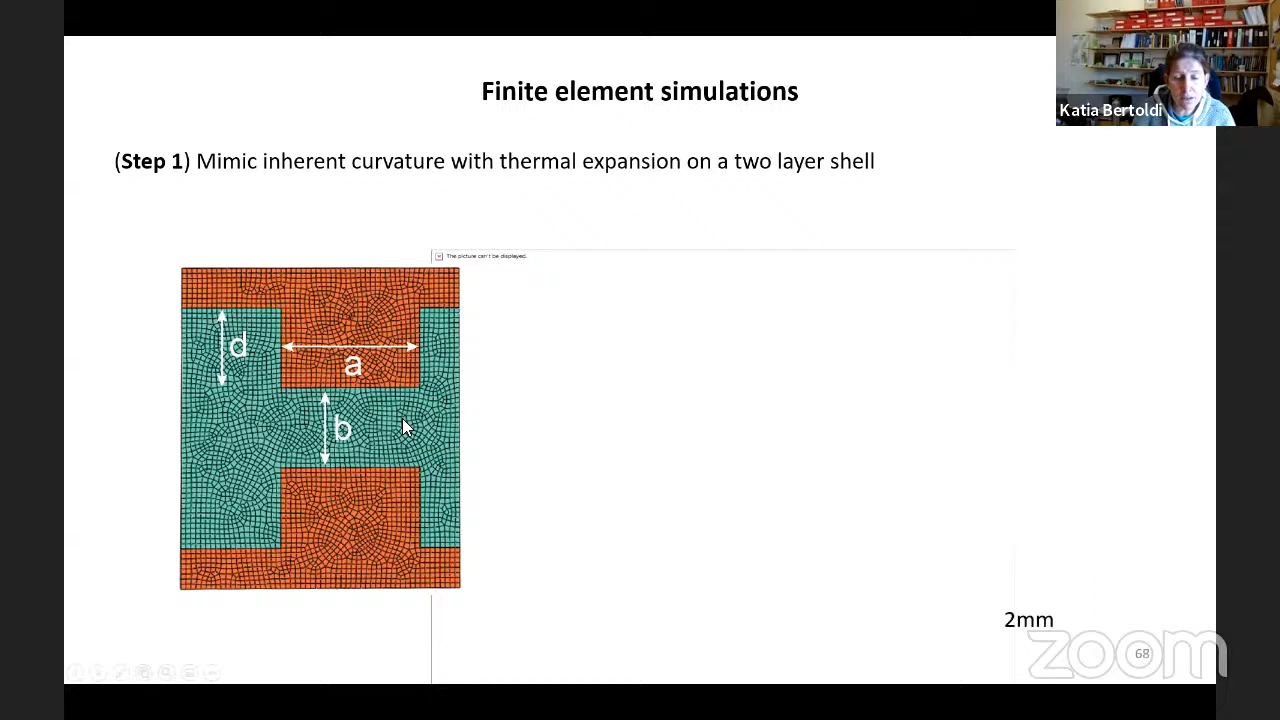 Finite element simulations
Katia Bertoldi
(Step 1) Mimic inherent curvature with thermal expansion on a two layer shell
The picture can't be displayed.
d
a
b
2mm
zoom
68